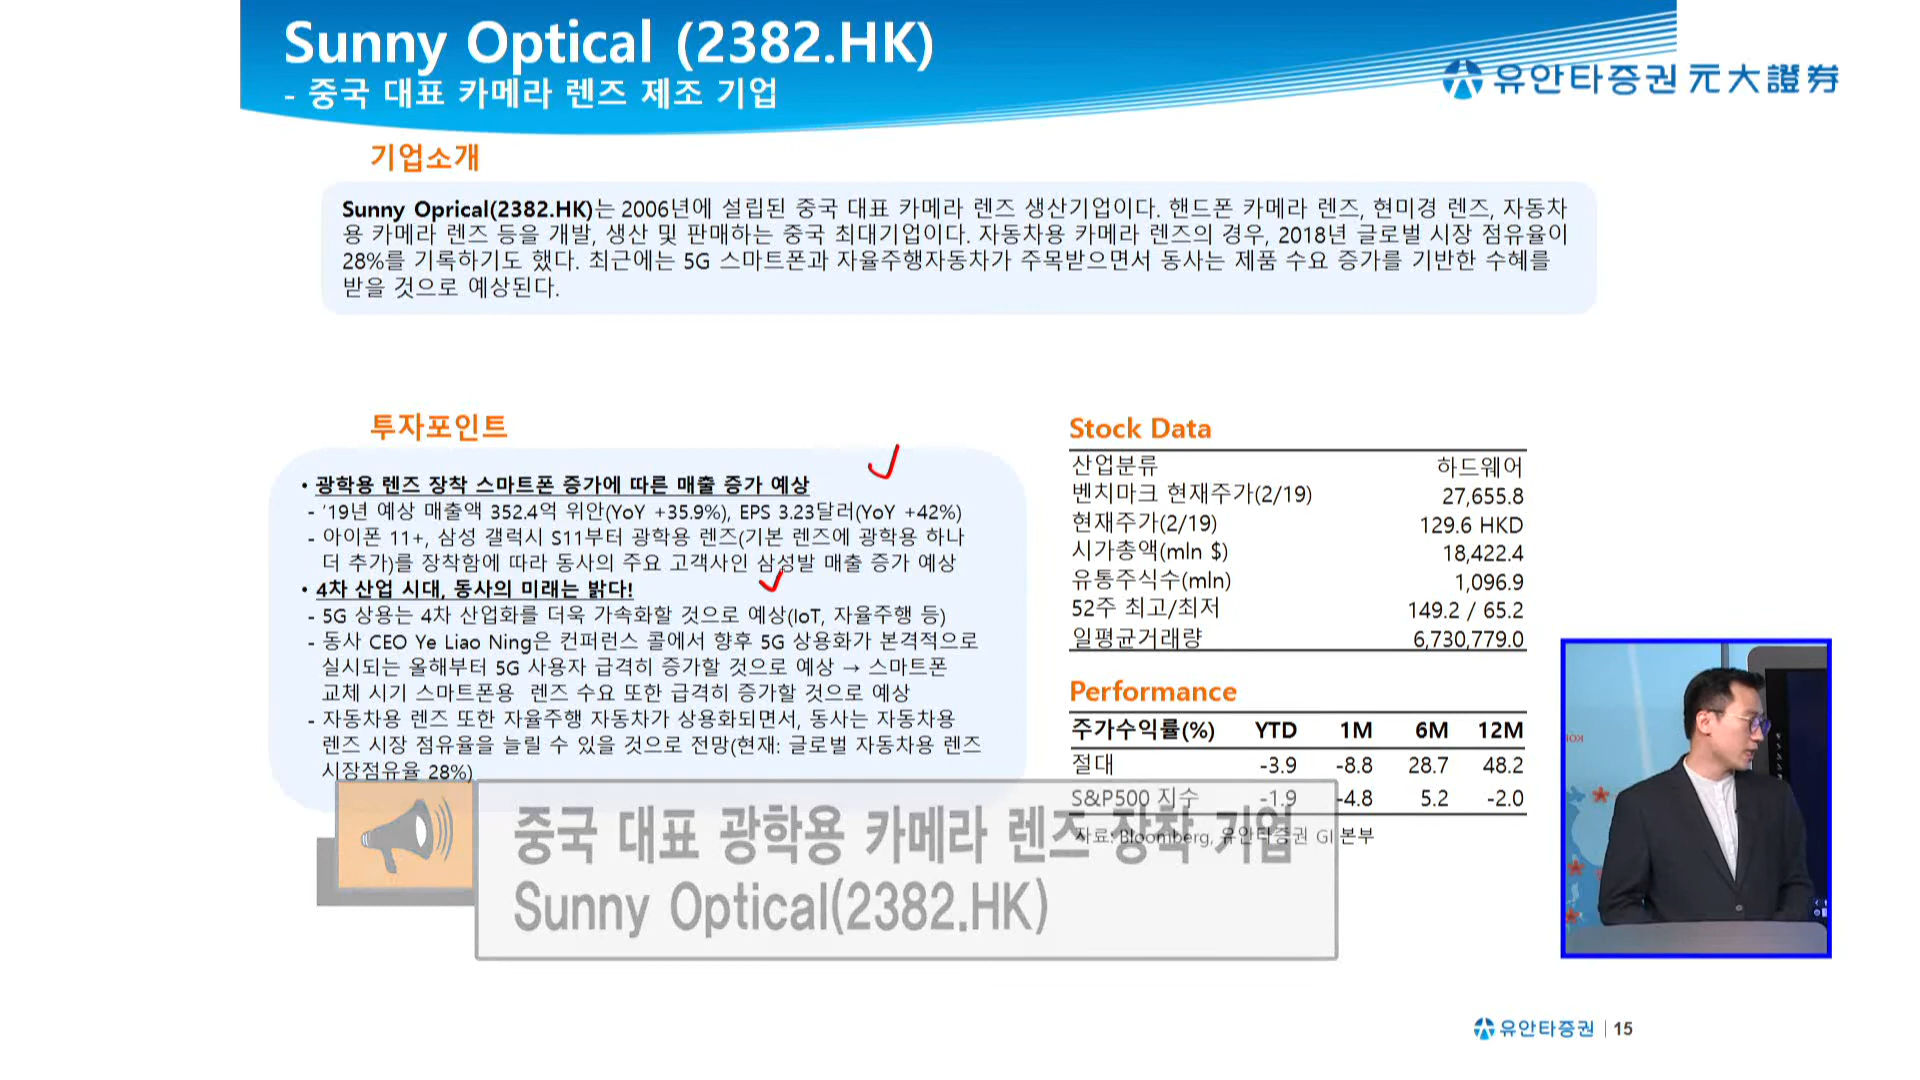 Sunny Optical (2382.HK)
- 중국 대표 카메라 렌즈 제조 기업
유안타증권 元大證券
기업소개
Sunny Oprical(2382.HK)는 2006년에 설립된 중국 대표 카메라 렌즈 생산기업이다. 핸드폰 카메라 렌즈, 현미경 렌즈, 자동차
용 카메라 렌즈 등을 개발, 생산 및 판매하는 중국 최대기업이다. 자동차용 카메라 렌즈의 경우, 2018년 글로벌 시장 점유율이
28%를 기록하기도 했다. 최근에는 5G 스마트폰과 자율주행자동차가 주목받으면서 동사는 제품 수요 증가를 기반한 수혜를
받을 것으로 예상된다.
투자포인트
• 광학용 렌즈 장착 스마트폰 증가에 따른 매출 증가 예상
- '19년 예상 매출액 352.4억 위안(YoY +35.9%), EPS 3.23달러(YoY +42%)
- 아이폰 11+, 삼성 갤럭시 S11부터 광학용 렌즈(기본 렌즈에 광학용 하나
더 추가)를 장착함에 따라 동사의 주요 고객사인 삼성발 매출 증가 예상
• 4차 산업 시대, 동사의 미래는 밝다!
- 5G 상용는 4차 산업화를 더욱 가속화할 것으로 예상(IoT, 자율주행 등)
- 동사 CEO Ye Liao Ning은 컨퍼런스 콜에서 향후 5G 상용화가 본격적으로
실시되는 올해부터 5G 사용자 급격히 증가할 것으로 예상 → 스마트폰
교체 시기 스마트폰용 렌즈 수요 또한 급격히 증가할 것으로 예상
- 자동차용 렌즈 또한 자율주행 자동차가 상용화되면서, 동사는 자동차용
렌즈 시장 점유율을 늘릴 수 있을 것으로 전망(현재: 글로벌 자동차용 렌즈
시장점유율 28%)
Stock Data
산업분류 하드웨어
벤치마크 현재주가(2/19) 27,655.8
현재주가(2/19) 129.6 HKD
시가총액(mln $) 18,422.4
유통주식수(mln) 1,096.9
52주 최고/최저 149.2 / 65.2
일평균거래량 6,730,779.0
Performance
주가수익률(%) YTD 1M 6M 12M
절대 -3.9 -8.8 28.7 48.2
S&P500 지수 -1.9 -4.8 5.2 -2.0
자료: Bloomberg, 유안타증권 GI 본부
중국 대표 광학용 카메라 렌즈 장착 기업
Sunny Optical(2382.HK)
유안타증권 | 15